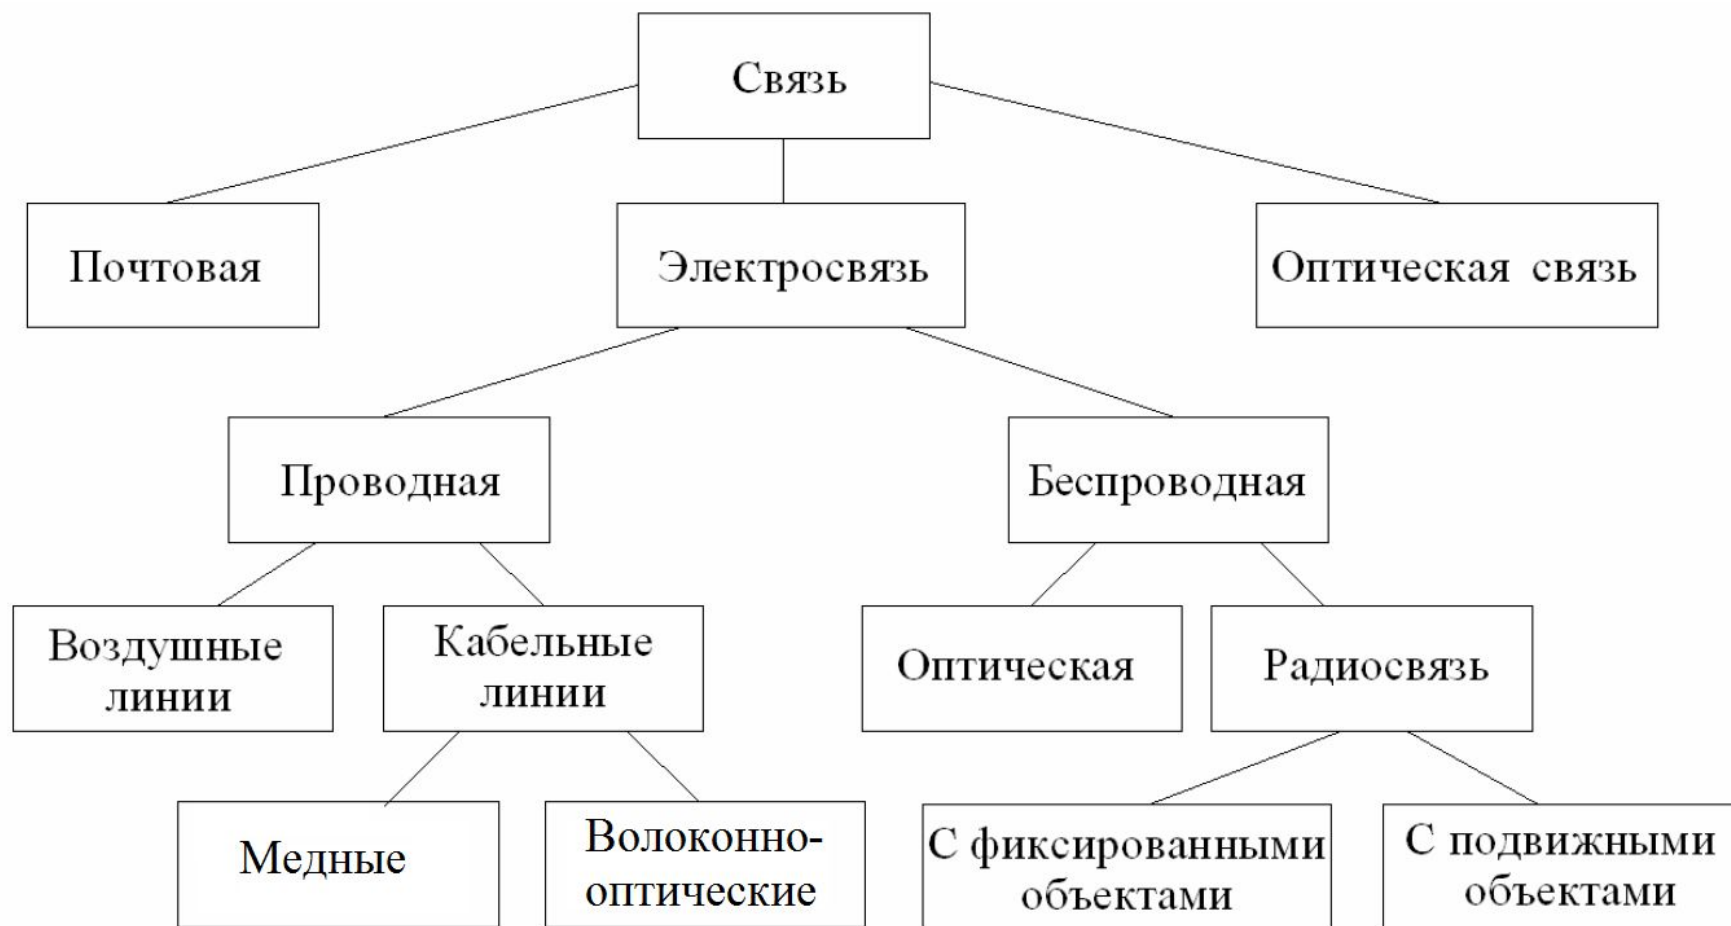 Связь
Почтовая
Электросвязь
Оптическая связь
Проводная
Беспроводная
Воздушные
линии
Кабельные
линии
Оптическая
Радиосвязь
Медные
Волоконно-
оптические
С фиксированными
объектами
С подвижными
объектами